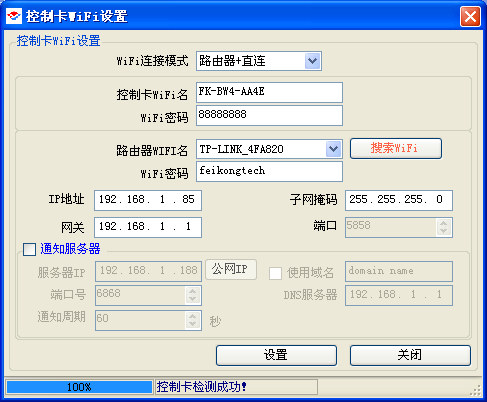 控制卡WiFi设置
控制卡WiFi设置
WiFi连接模式 路由器+直连
控制卡WiFi名 FK-BW4-AA4E
WiFi密码 88888888
路由器WIFI名 TP-LINK_4FA820 搜索WiFi
WiFi密码 feikongtech
IP地址 192.168. 1 .85 子网掩码 255.255.255. 0
网关 192.168. 1 . 1 端口 5858
通知服务器
服务器IP 192.168. 1 .188 公网IP 使用域名 domain name
端口号 6868 DNS服务器 192.168. 1 . 1
通知周期 60 秒
设置 关闭
100% 控制卡检测成功!